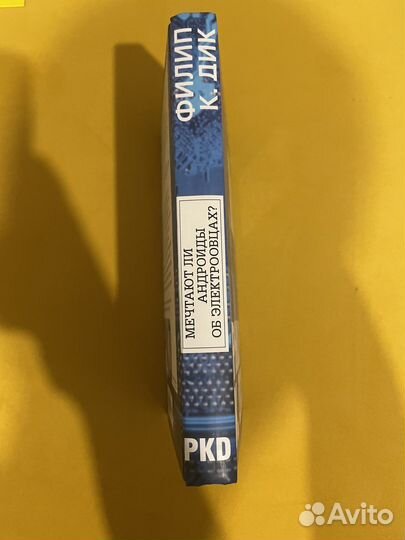 ФИЛИП
К. ДИК
МЕЧТАЮТ ЛИ
АНДРОИДЫ
ОБ ЭЛЕКТРООВЦАХ?
PKD
Avito